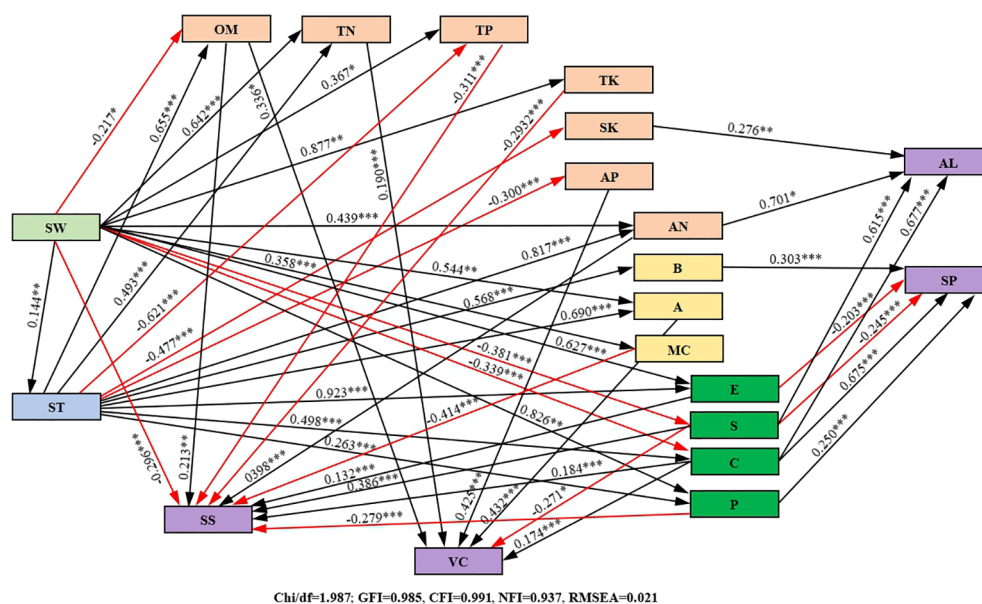 OM
TN
TP
TK
SK
AP
AN
B
A
MC
E
S
C
P
SW
ST
SS
VC
AL
SP
-0.217*
0.655***
0.642***
0.336*
0.367*
-0.311***
0.877**
0.190***
-0.2932***
-0.300***
0.276**
0.701*
0.615***
0.677***
0.439***
0.817***
0.358***
0.544**
0.303***
0.568***
0.690***
0.144**
0.493***
-0.621***
-0.477***
-0.381***
-0.339***
0.627***
-0.203***
-0.245***
0.675***
0.250***
0.923***
-0.414***
0.826**
0.498***
0.263***
-0.296***
0.213**
0398***
0.132***
0.386***
0.425***
0.432***
0.184***
-0.271*
-0.279***
0.174***
Chi/df=1.987; GFI=0.985, CFI=0.991, NFI=0.937, RMSEA=0.021